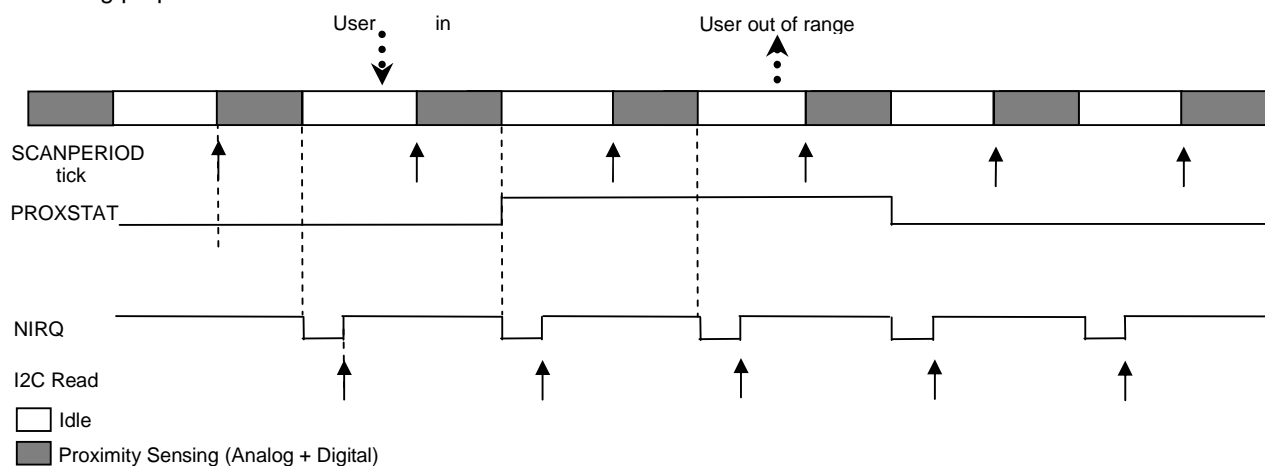 User in
User out of range
SCANPERIOD
tick
PROXSTAT
NIRQ
I2C Read
Idle
Proximity Sensing (Analog + Digital)